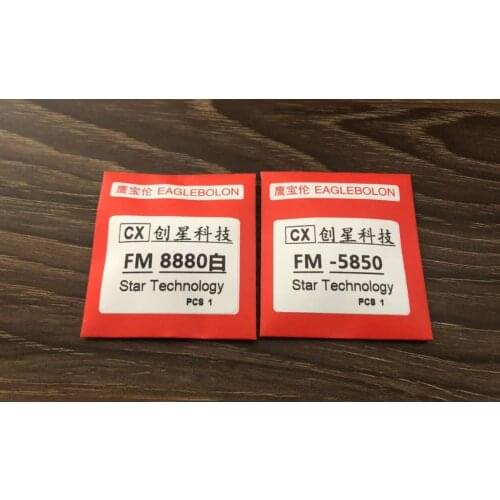 鹰宝伦 EAGLEBOLON
CX 创星科技
FM 8880白
Star Technology
PCS 1
鹰宝伦 EAGLEBOLON
CX 创星科技
FM -5850
Star Technology
PCS 1